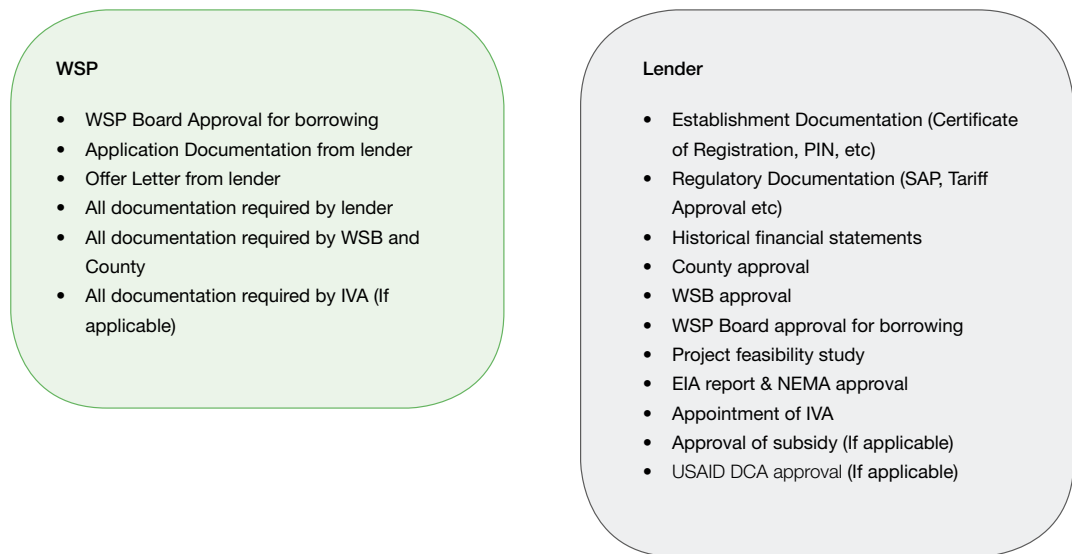 WSP
• WSP Board Approval for borrowing
• Application Documentation from lender
• Offer Letter from lender
• All documentation required by lender
• All documentation required by WSB and
County
• All documentation required by IVA (If
applicable)
Lender
• Establishment Documentation (Certificate
of Registration, PIN, etc)
• Regulatory Documentation (SAP, Tariff
Approval etc)
• Historical financial statements
• County approval
• WSB approval
• WSP Board approval for borrowing
• Project feasibility study
• EIA report & NEMA approval
• Appointment of IVA
• Approval of subsidy (If applicable)
• USAID DCA approval (If applicable)